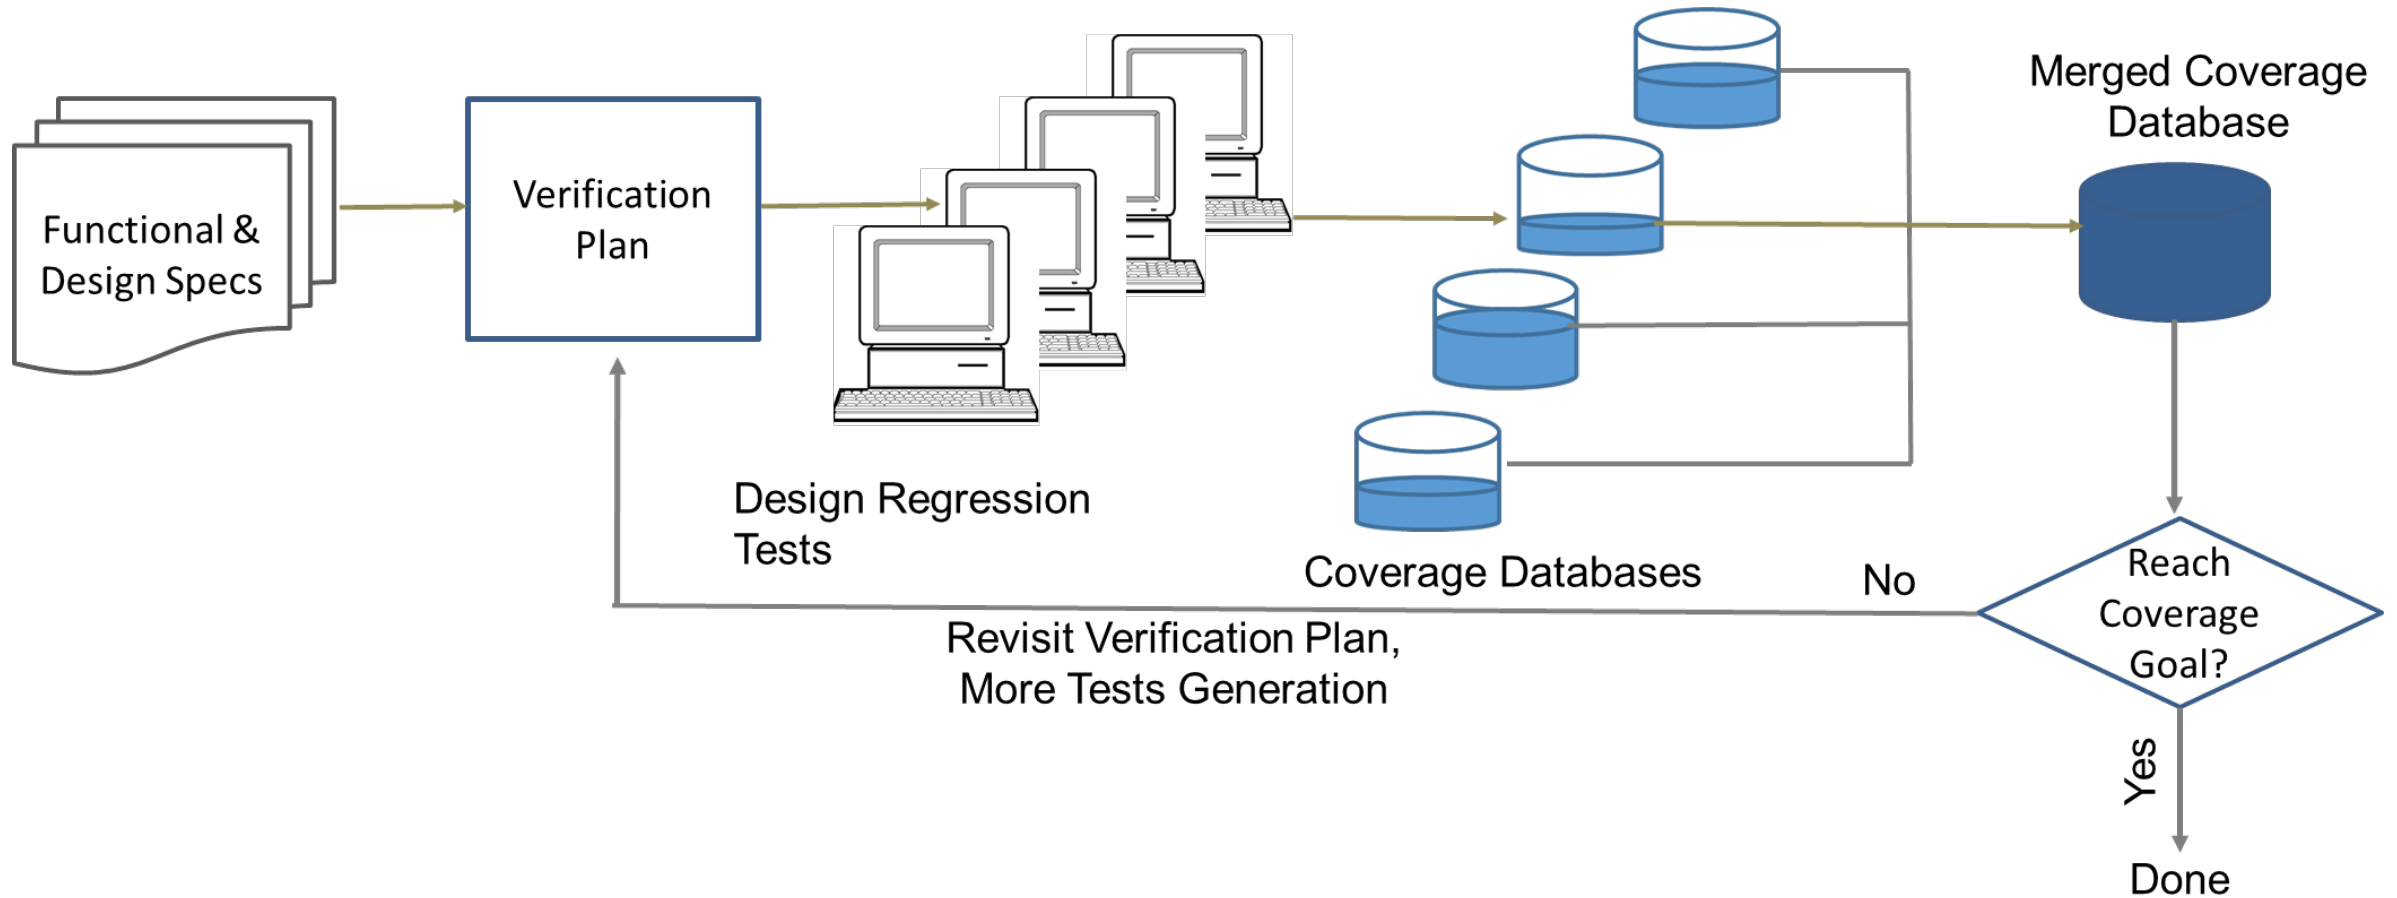 Functional &
Design Specs
Verification
Plan
Design Regression
Tests
Coverage Databases
Merged Coverage
Database
Reach
Coverage
Goal?
No
Revisit Verification Plan,
More Tests Generation
Yes
Done